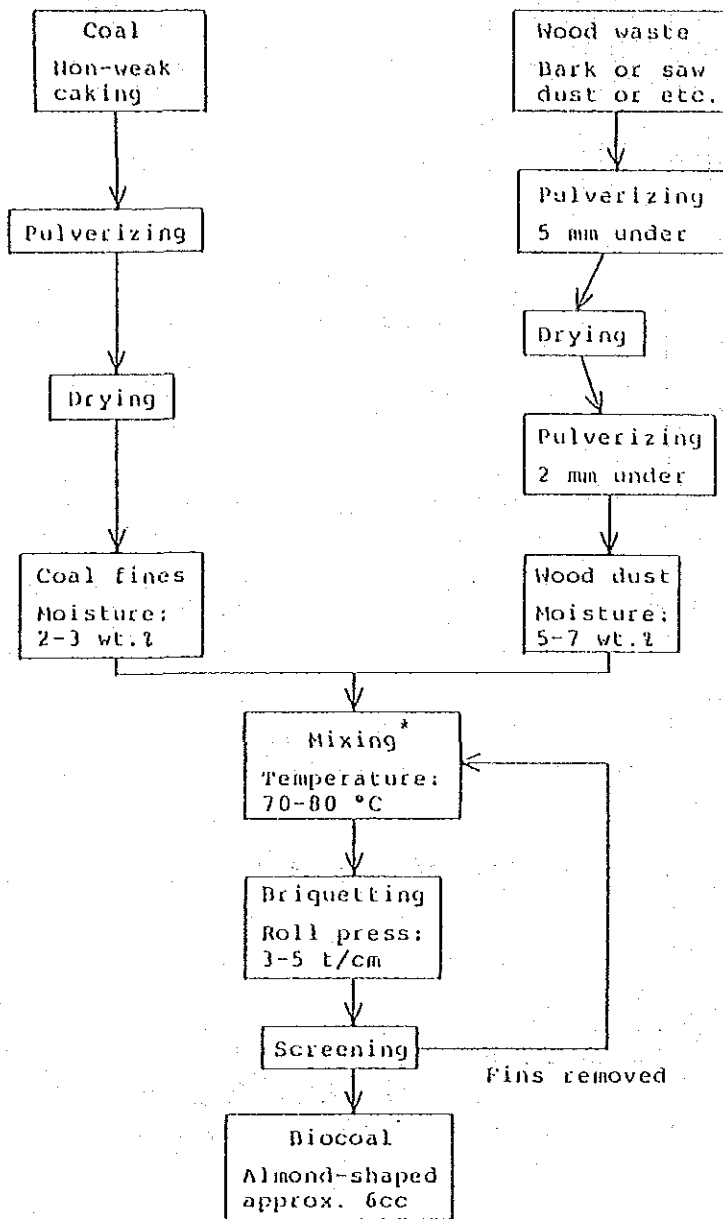 Coal
Non-weak
caking
Pulverizing
Drying
Coal fines
Moisture:
2-3 wt.%
Wood waste
Bark or saw
dust or etc.
Pulverizing
5 mm under
Drying
Pulverizing
2 mm under
Wood dust
Moisture:
5-7 wt.%
Mixing*
Temperature:
70-80 °C
Briquetting
Roll press:
3-5 t/cm
Screening
Fins removed
Biocoal
Almond-shaped
approx. 6cc